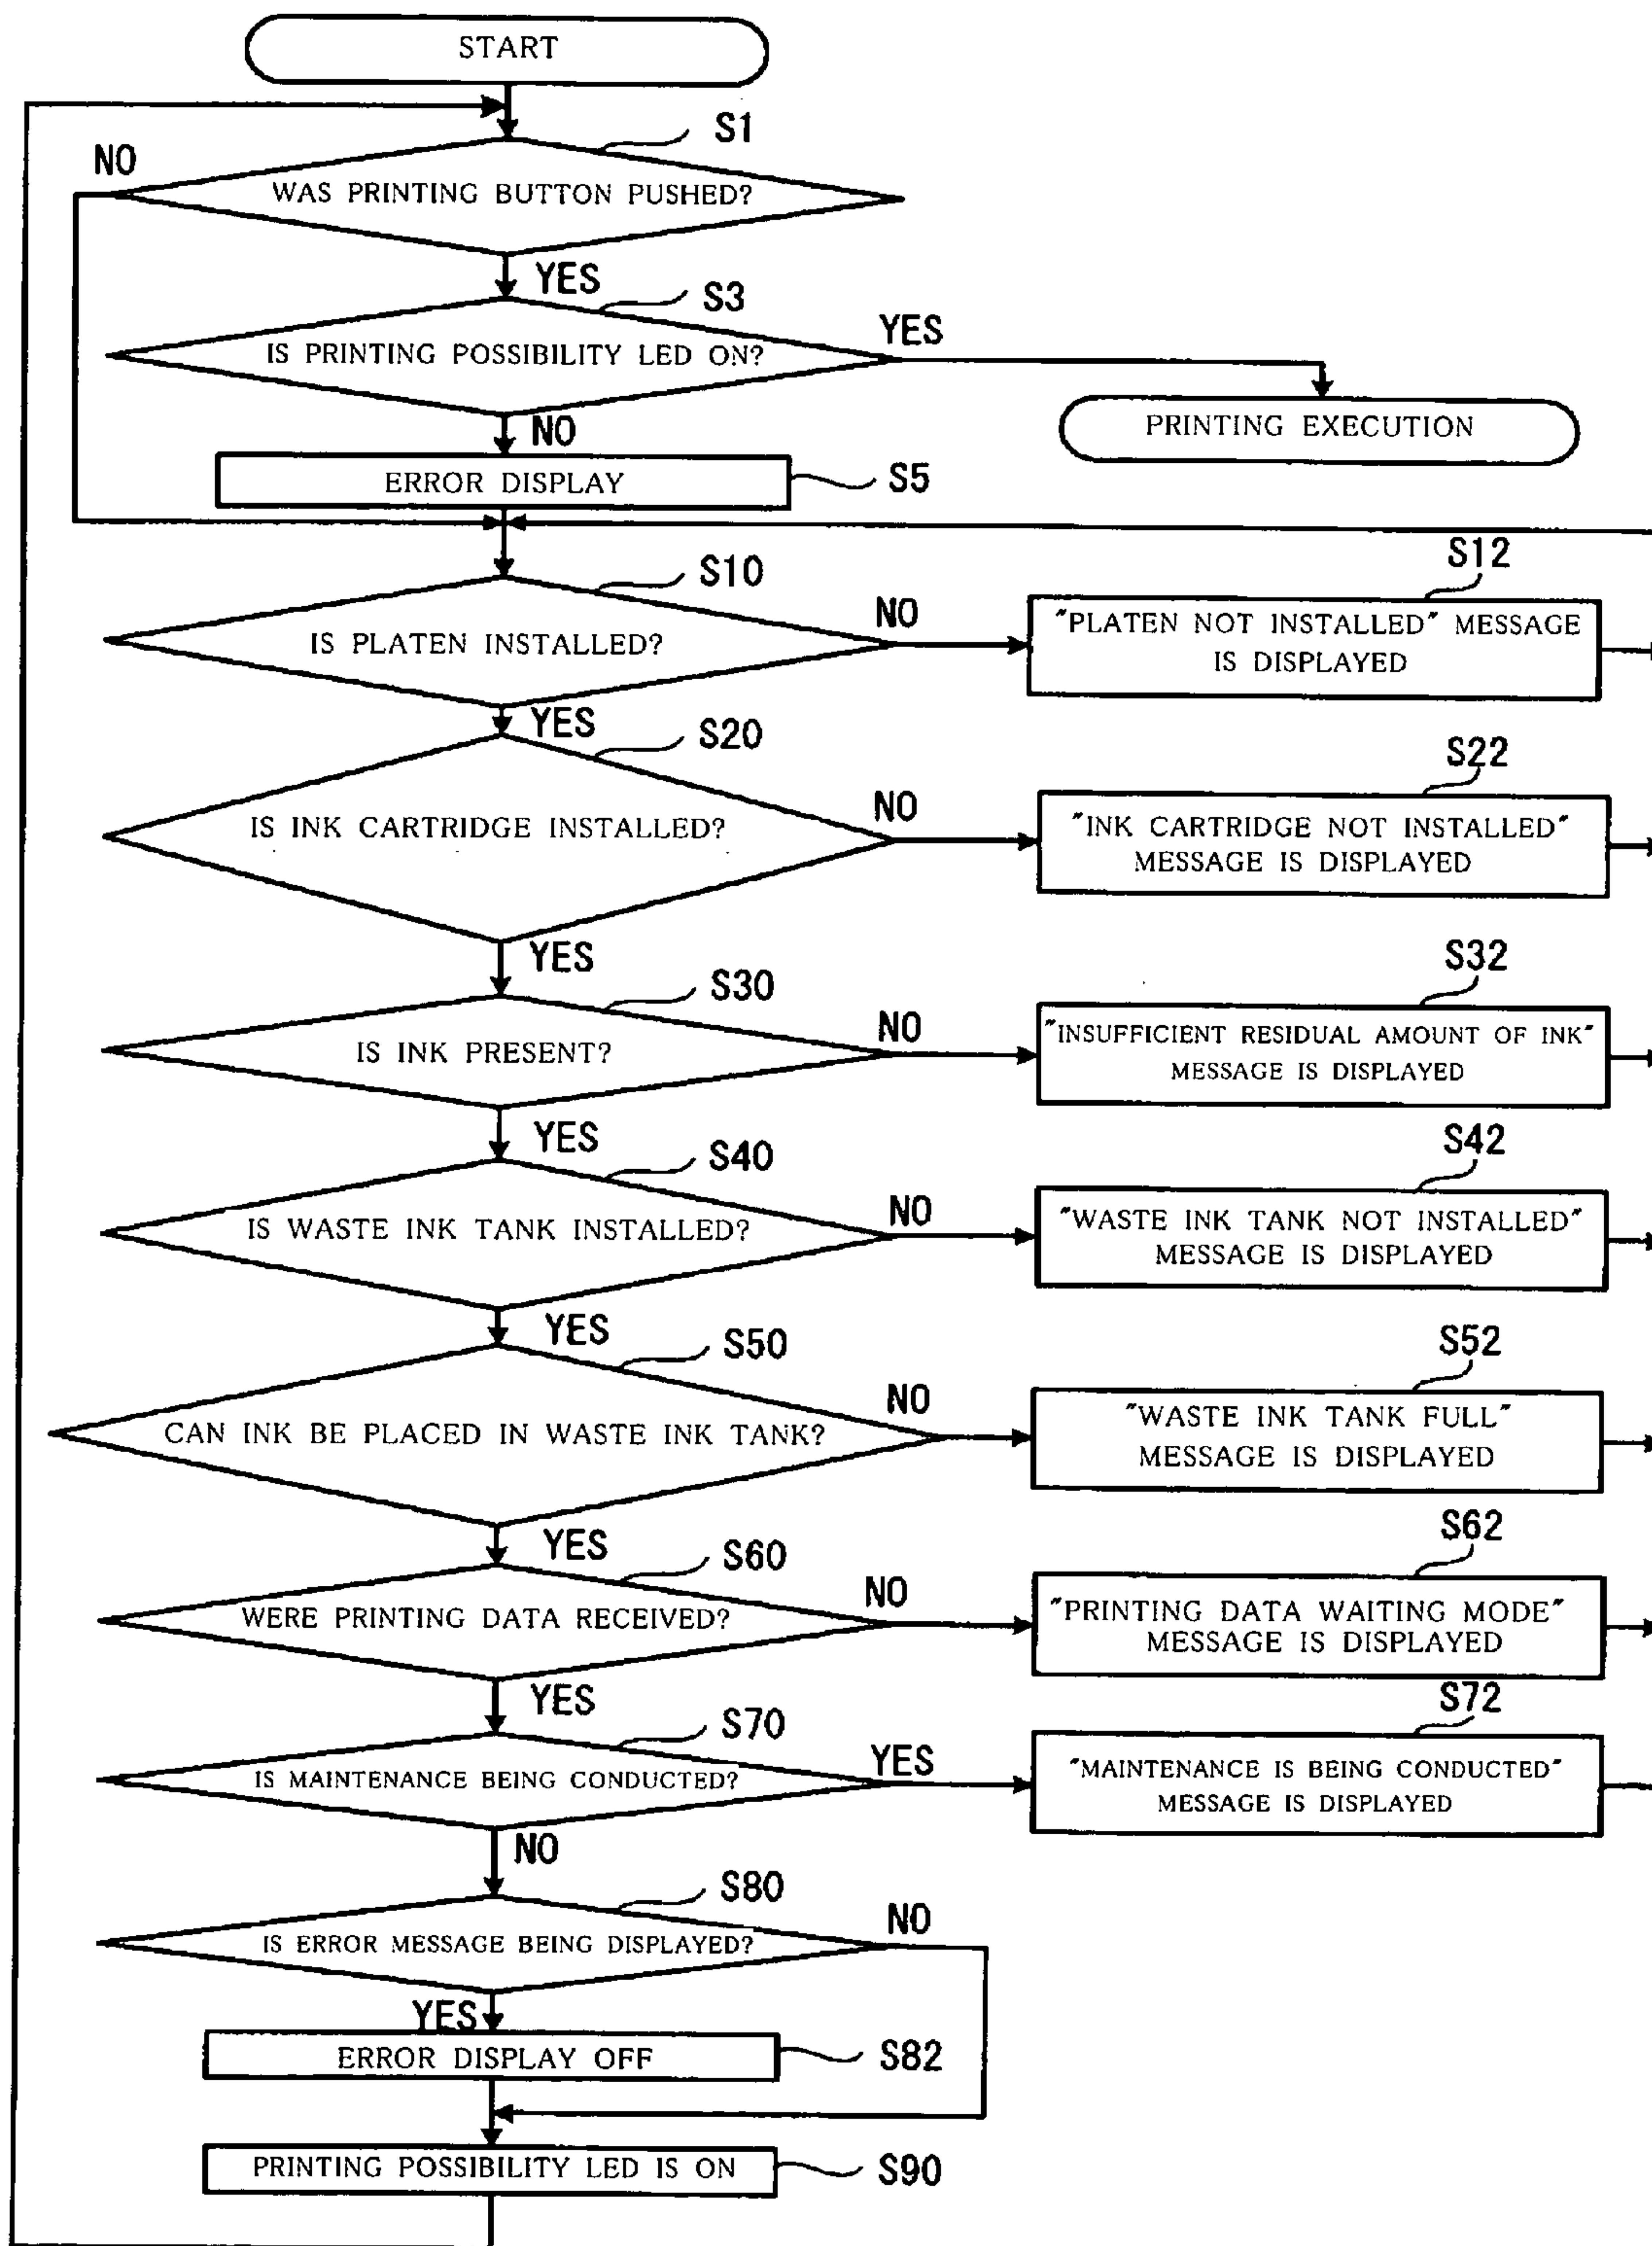 START
S1
NO
WAS PRINTING BUTTON PUSHED?
YES
S3
IS PRINTING POSSIBILITY LED ON?
YES
PRINTING EXECUTION
NO
ERROR DISPLAY
S5
S10
IS PLATEN INSTALLED?
NO
S12
"PLATEN NOT INSTALLED" MESSAGE
IS DISPLAYED
YES
S20
IS INK CARTRIDGE INSTALLED?
NO
S22
"INK CARTRIDGE NOT INSTALLED"
MESSAGE IS DISPLAYED
YES
S30
IS INK PRESENT?
NO
S32
"INSUFFICIENT RESIDUAL AMOUNT OF INK"
MESSAGE IS DISPLAYED
YES
S40
IS WASTE INK TANK INSTALLED?
NO
S42
"WASTE INK TANK NOT INSTALLED"
MESSAGE IS DISPLAYED
YES
S50
CAN INK BE PLACED IN WASTE INK TANK?
NO
S52
"WASTE INK TANK FULL"
MESSAGE IS DISPLAYED
YES
S60
WERE PRINTING DATA RECEIVED?
NO
S62
"PRINTING DATA WAITING MODE"
MESSAGE IS DISPLAYED
YES
S70
IS MAINTENANCE BEING CONDUCTED?
YES
S72
"MAINTENANCE IS BEING CONDUCTED"
MESSAGE IS DISPLAYED
NO
S80
IS ERROR MESSAGE BEING DISPLAYED?
NO
YES
ERROR DISPLAY OFF
S82
PRINTING POSSIBILITY LED IS ON
S90